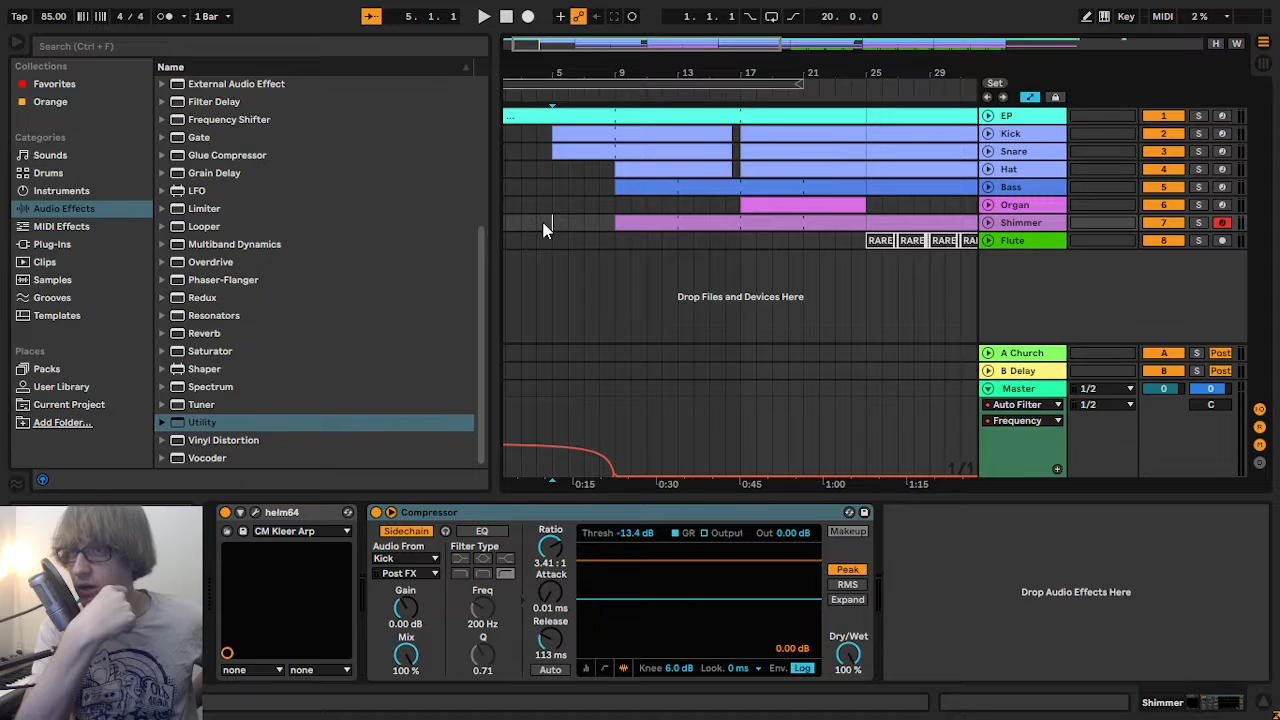 Tap 85.00 4 / 4 1 Bar 5. 1. 1 1. 1. 1 20. 0. 0 Key MIDI 2 %
Search (Ctrl + F) H W
Collections
Favorites
Orange
Categories
Sounds
Drums
Instruments
Audio Effects
MIDI Effects
Plug-Ins
Clips
Samples
Grooves
Templates
Places
Packs
User Library
Current Project
Add Folder...
Name
External Audio Effect
Filter Delay
Frequency Shifter
Gate
Glue Compressor
Grain Delay
LFO
Limiter
Looper
Multiband Dynamics
Overdrive
Phaser-Flanger
Redux
Resonators
Reverb
Saturator
Shaper
Spectrum
Tuner
Utility
Vinyl Distortion
Vocoder
5 9 13 17 21 25 29
Set
... EP 1 S
Kick 2 S
Snare 3 S
Hat 4 S
Bass 5 S
Organ 6 S
Shimmer 7 S
RARE RARE RARE RA Flute 8 S
Drop Files and Devices Here
A Church A S Post
B Delay B S Post
Master 1/2 0 0
Auto Filter 1/2 C
Frequency
1/1
0:15 0:30 0:45 1:00 1:15
helm64
CM Kleer Arp
none none
Compressor
Sidechain EQ
Audio From Filter Type
Kick
Post FX
Gain Freq
0.00 dB 200 Hz
Mix Q
100 % 0.71
Ratio
3.41 : 1
Attack
0.01 ms
Release
113 ms
Auto
Thresh -13.4 dB GR Output Out 0.00 dB
0.00 dB
Knee 6.0 dB Look. 0 ms Env. Log
Makeup
Peak
RMS
Expand
Dry/Wet
100 %
Drop Audio Effects Here
Shimmer